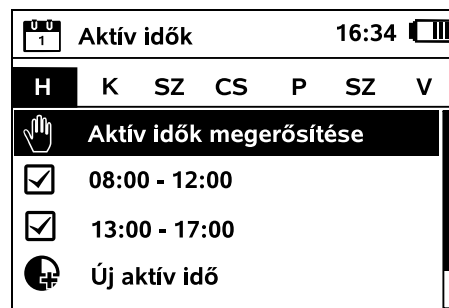 1 Aktív idők 16:34
H K SZ CS P SZ V
Aktív idők megerősítése
08:00 - 12:00
13:00 - 17:00
Új aktív idő